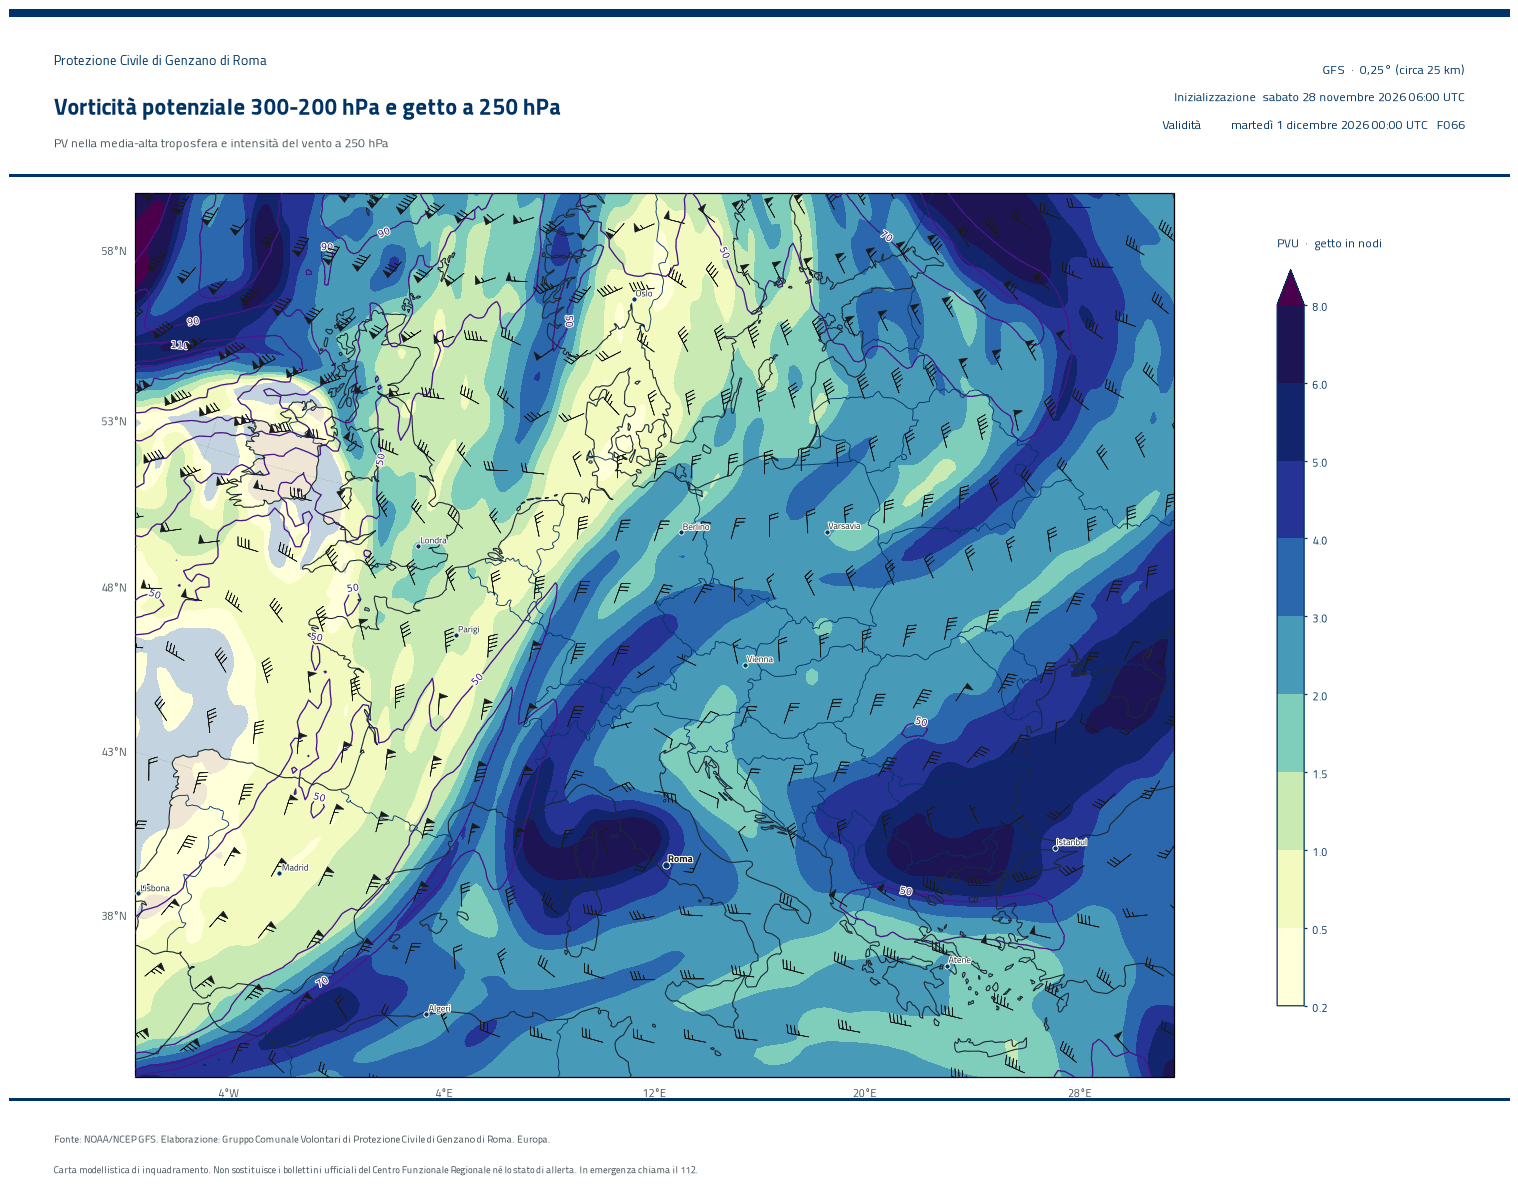 Protezione Civile di Genzano di Roma
Vorticità potenziale 300-200 hPa e getto a 250 hPa
PV nella media-alta troposfera e intensità del vento a 250 hPa
GFS · 0,25° (circa 25 km)
Inizializzazione sabato 28 novembre 2026 06:00 UTC
Validità martedì 1 dicembre 2026 00:00 UTC F066
PVU · getto in nodi
8.0
6.0
5.0
4.0
3.0
2.0
1.5
1.0
0.5
0.2
58°N
53°N
48°N
43°N
38°N
4°W
4°E
12°E
20°E
28°E
90
90
50
70
90
110
50
50
50
50
50
50
50
50
50
70
Oslo
Londra
Berlino
Varsavia
Parigi
Vienna
Madrid
Lisbona
Roma
Istanbul
Atene
Algeri
Fonte: NOAA/NCEP GFS. Elaborazione: Gruppo Comunale Volontari di Protezione Civile di Genzano di Roma. Europa.
Carta modellistica di inquadramento. Non sostituisce i bollettini ufficiali del Centro Funzionale Regionale né lo stato di allerta. In emergenza chiama il 112.